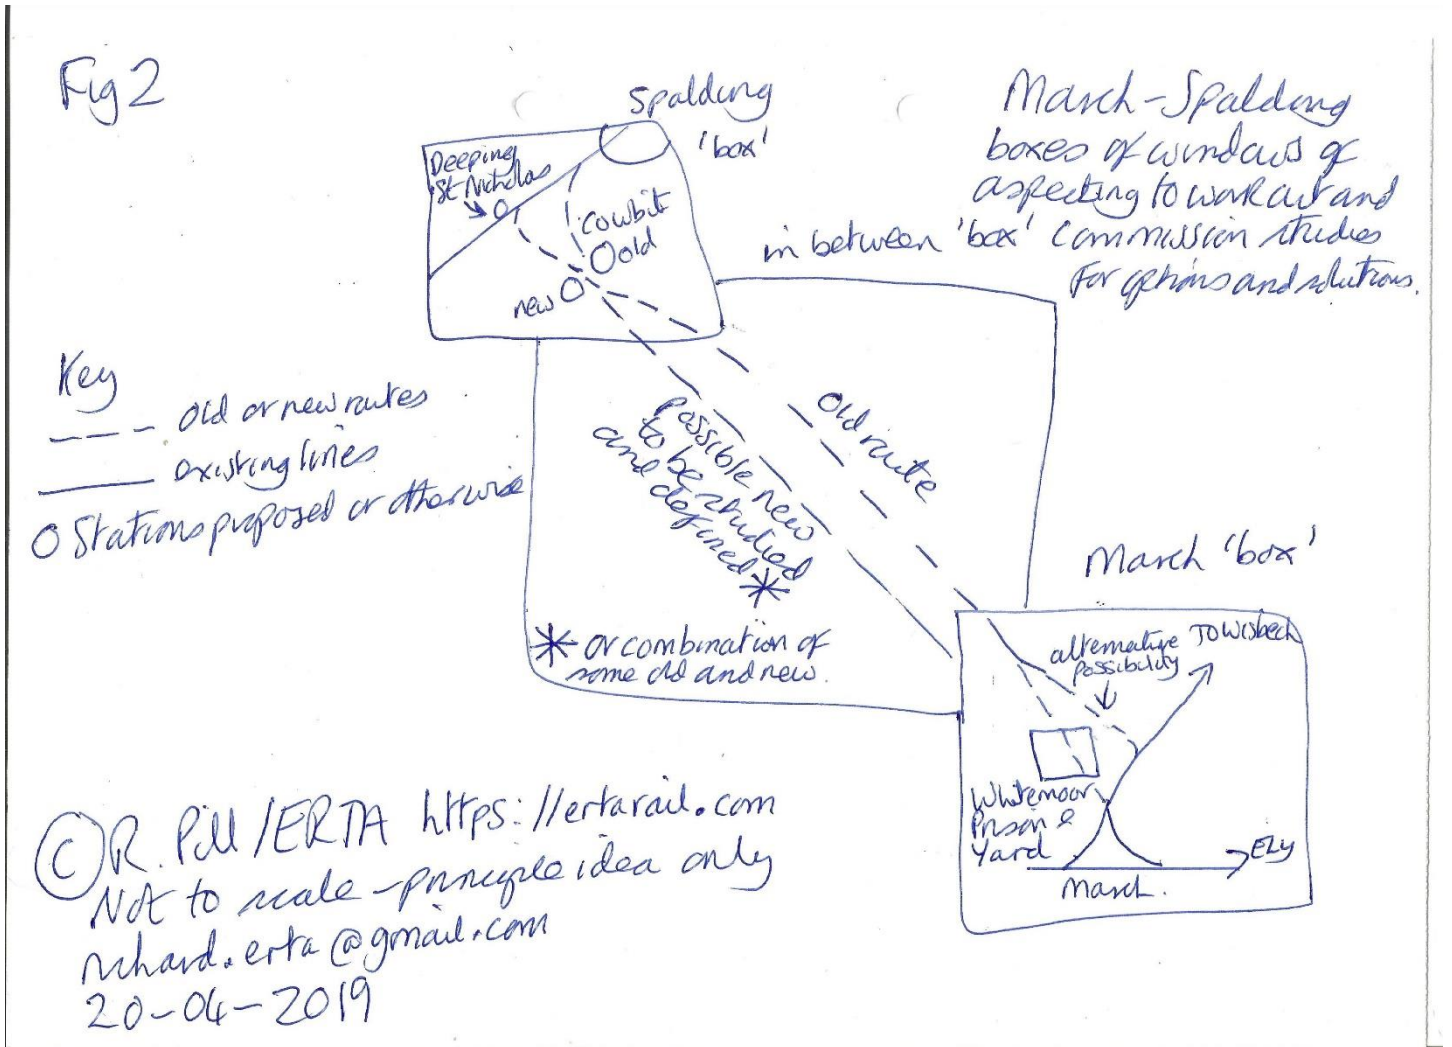 Fig 2
Spalding
'box'
March-Spalding
boxes of windows of
aspecting to work out and
in between 'box' Commission studies
for options and solutions.
Deeping
St Nicholas
Cowbit
old
new
Key
old or new routes
existing lines
O Stations proposed or otherwise
old route
possible new
to be studied
and defined *
* or combination of
some old and new.
March 'box'
alternative
possibility
To Wisbech
Whitemoor
Prison &
Yard
Ely
March.
© R. Pill / ERTA https://ertarail.com
Not to scale - principle idea only
richard.erta@gmail.com
20-04-2019